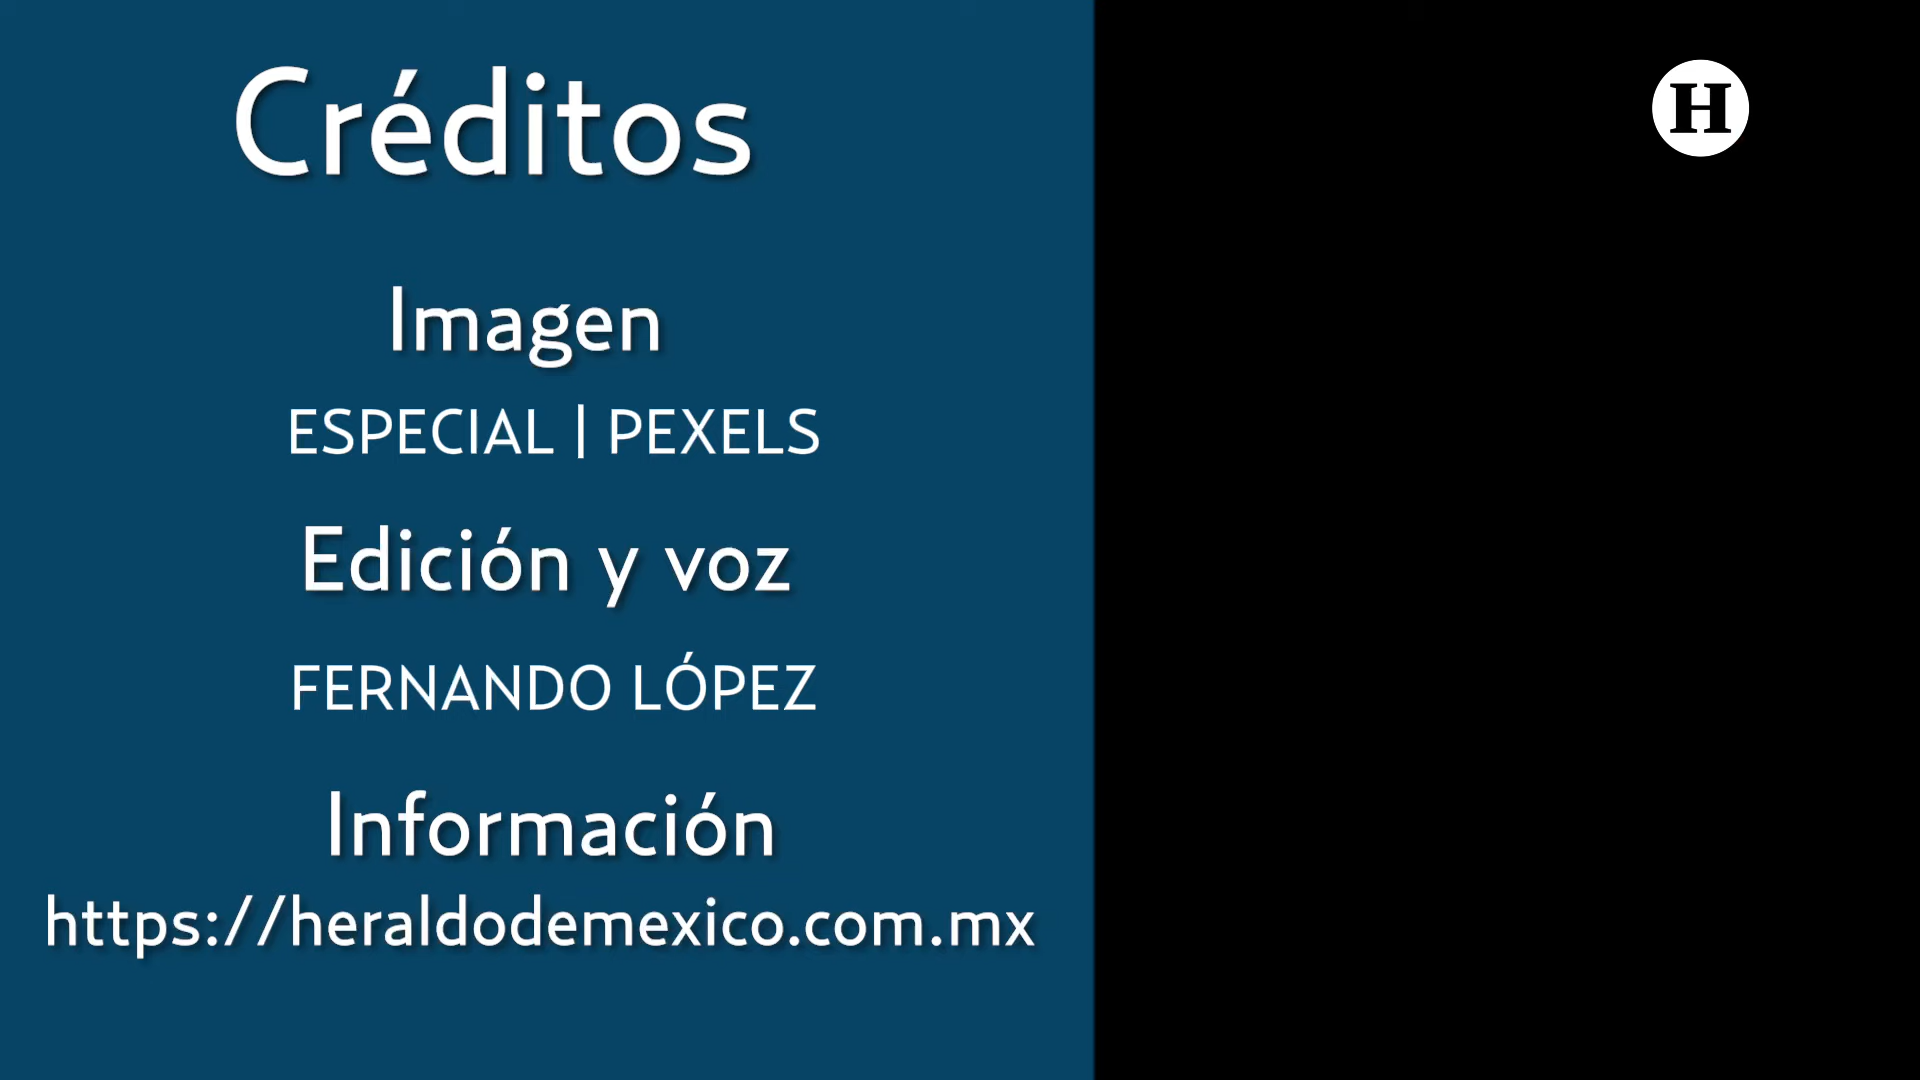 Créditos
H
Imagen
ESPECIAL | PEXELS
Edición y voz
FERNANDO LÓPEZ
Información
https://heraldodemexico.com.mx